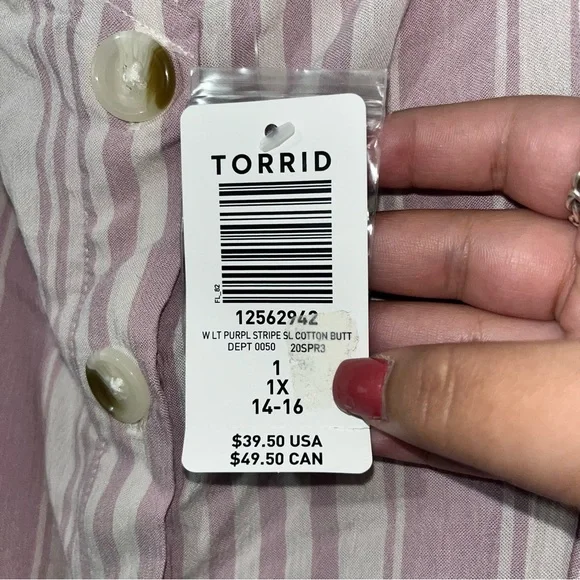 TORRID
FL_82
12562942
W LT PURPL STRIPE SL COTTON BUTT
DEPT 0050 20SPR3
1
1X
14-16
$39.50 USA
$49.50 CAN